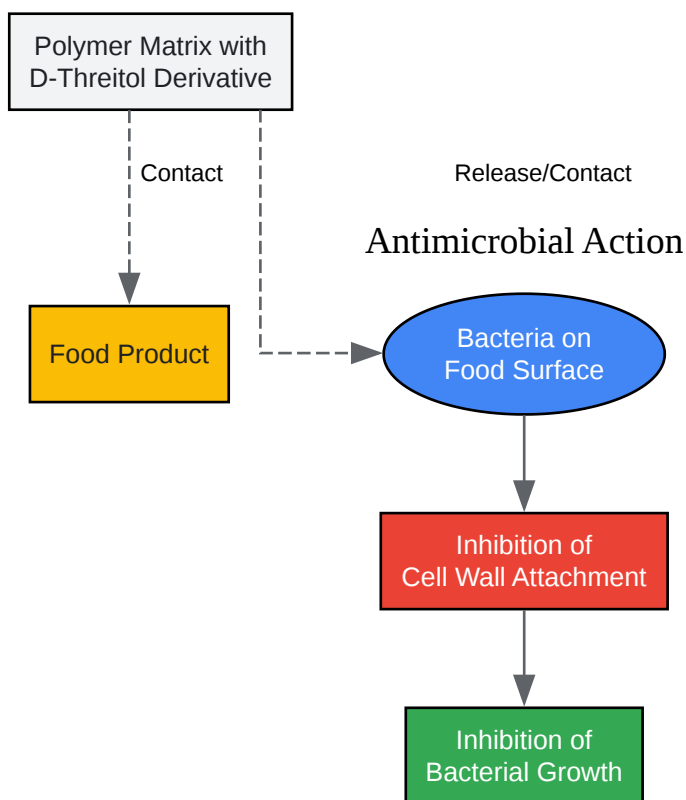 Polymer Matrix with
D-Threitol Derivative
Contact
Release/Contact
Antimicrobial Action
Food Product
Bacteria on
Food Surface
Inhibition of
Cell Wall Attachment
Inhibition of
Bacterial Growth